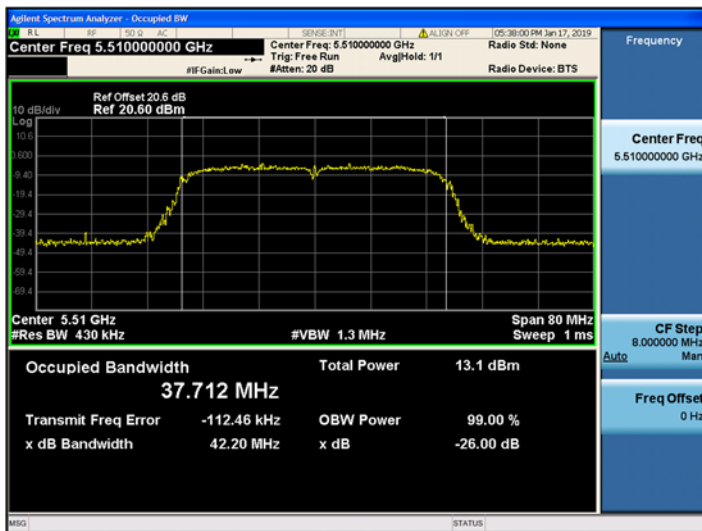 Agilent Spectrum Analyzer - Occupied BW
RL RF 50 Ω AC SENSE:INT ALIGN OFF 05:38:00 PM Jan 17, 2019
Center Freq 5.510000000 GHz
Center Freq: 5.510000000 GHz
Radio Std: None
Trig: Free Run Avg|Hold: 1/1
#IFGain:Low #Atten: 20 dB Radio Device: BTS
Ref Offset 20.6 dB
10 dB/div Ref 20.60 dBm
Log
10.6
0.600
-9.40
-19.4
-29.4
-39.4
-49.4
-59.4
-69.4
Center 5.51 GHz Span 80 MHz
#Res BW 430 kHz #VBW 1.3 MHz Sweep 1 ms
Occupied Bandwidth Total Power 13.1 dBm
37.712 MHz
Transmit Freq Error -112.46 kHz OBW Power 99.00 %
x dB Bandwidth 42.20 MHz x dB -26.00 dB
MSG STATUS
Frequency
Center Freq
5.510000000 GHz
CF Step
8.000000 MHz
Auto Man
Freq Offset
0 Hz